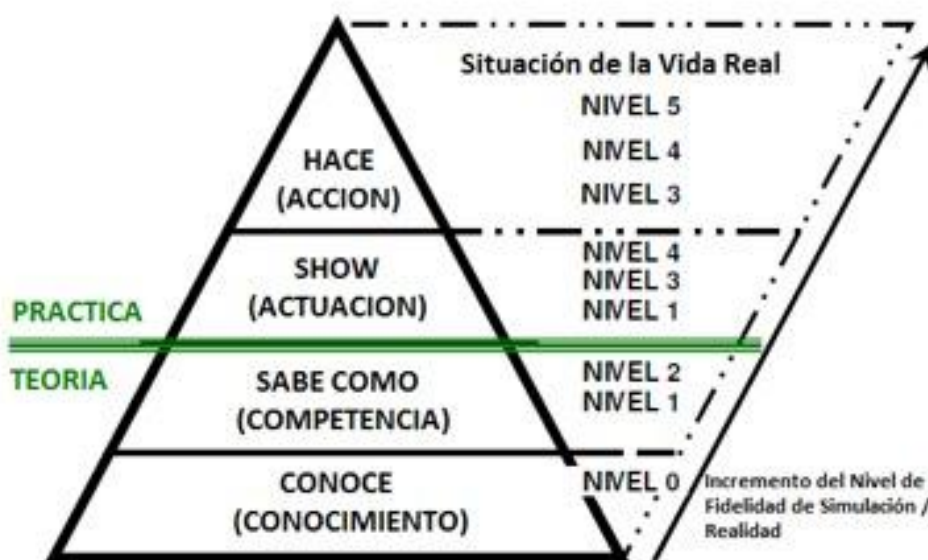 Situación de la Vida Real
NIVEL 5
NIVEL 4
NIVEL 3
HACE
(ACCION)
NIVEL 4
NIVEL 3
NIVEL 1
SHOW
(ACTUACION)
PRACTICA
TEORIA
NIVEL 2
NIVEL 1
SABE COMO
(COMPETENCIA)
CONOCE
(CONOCIMIENTO)
NIVEL 0
Incremento del Nivel de
Fidelidad de Simulación /
Realidad